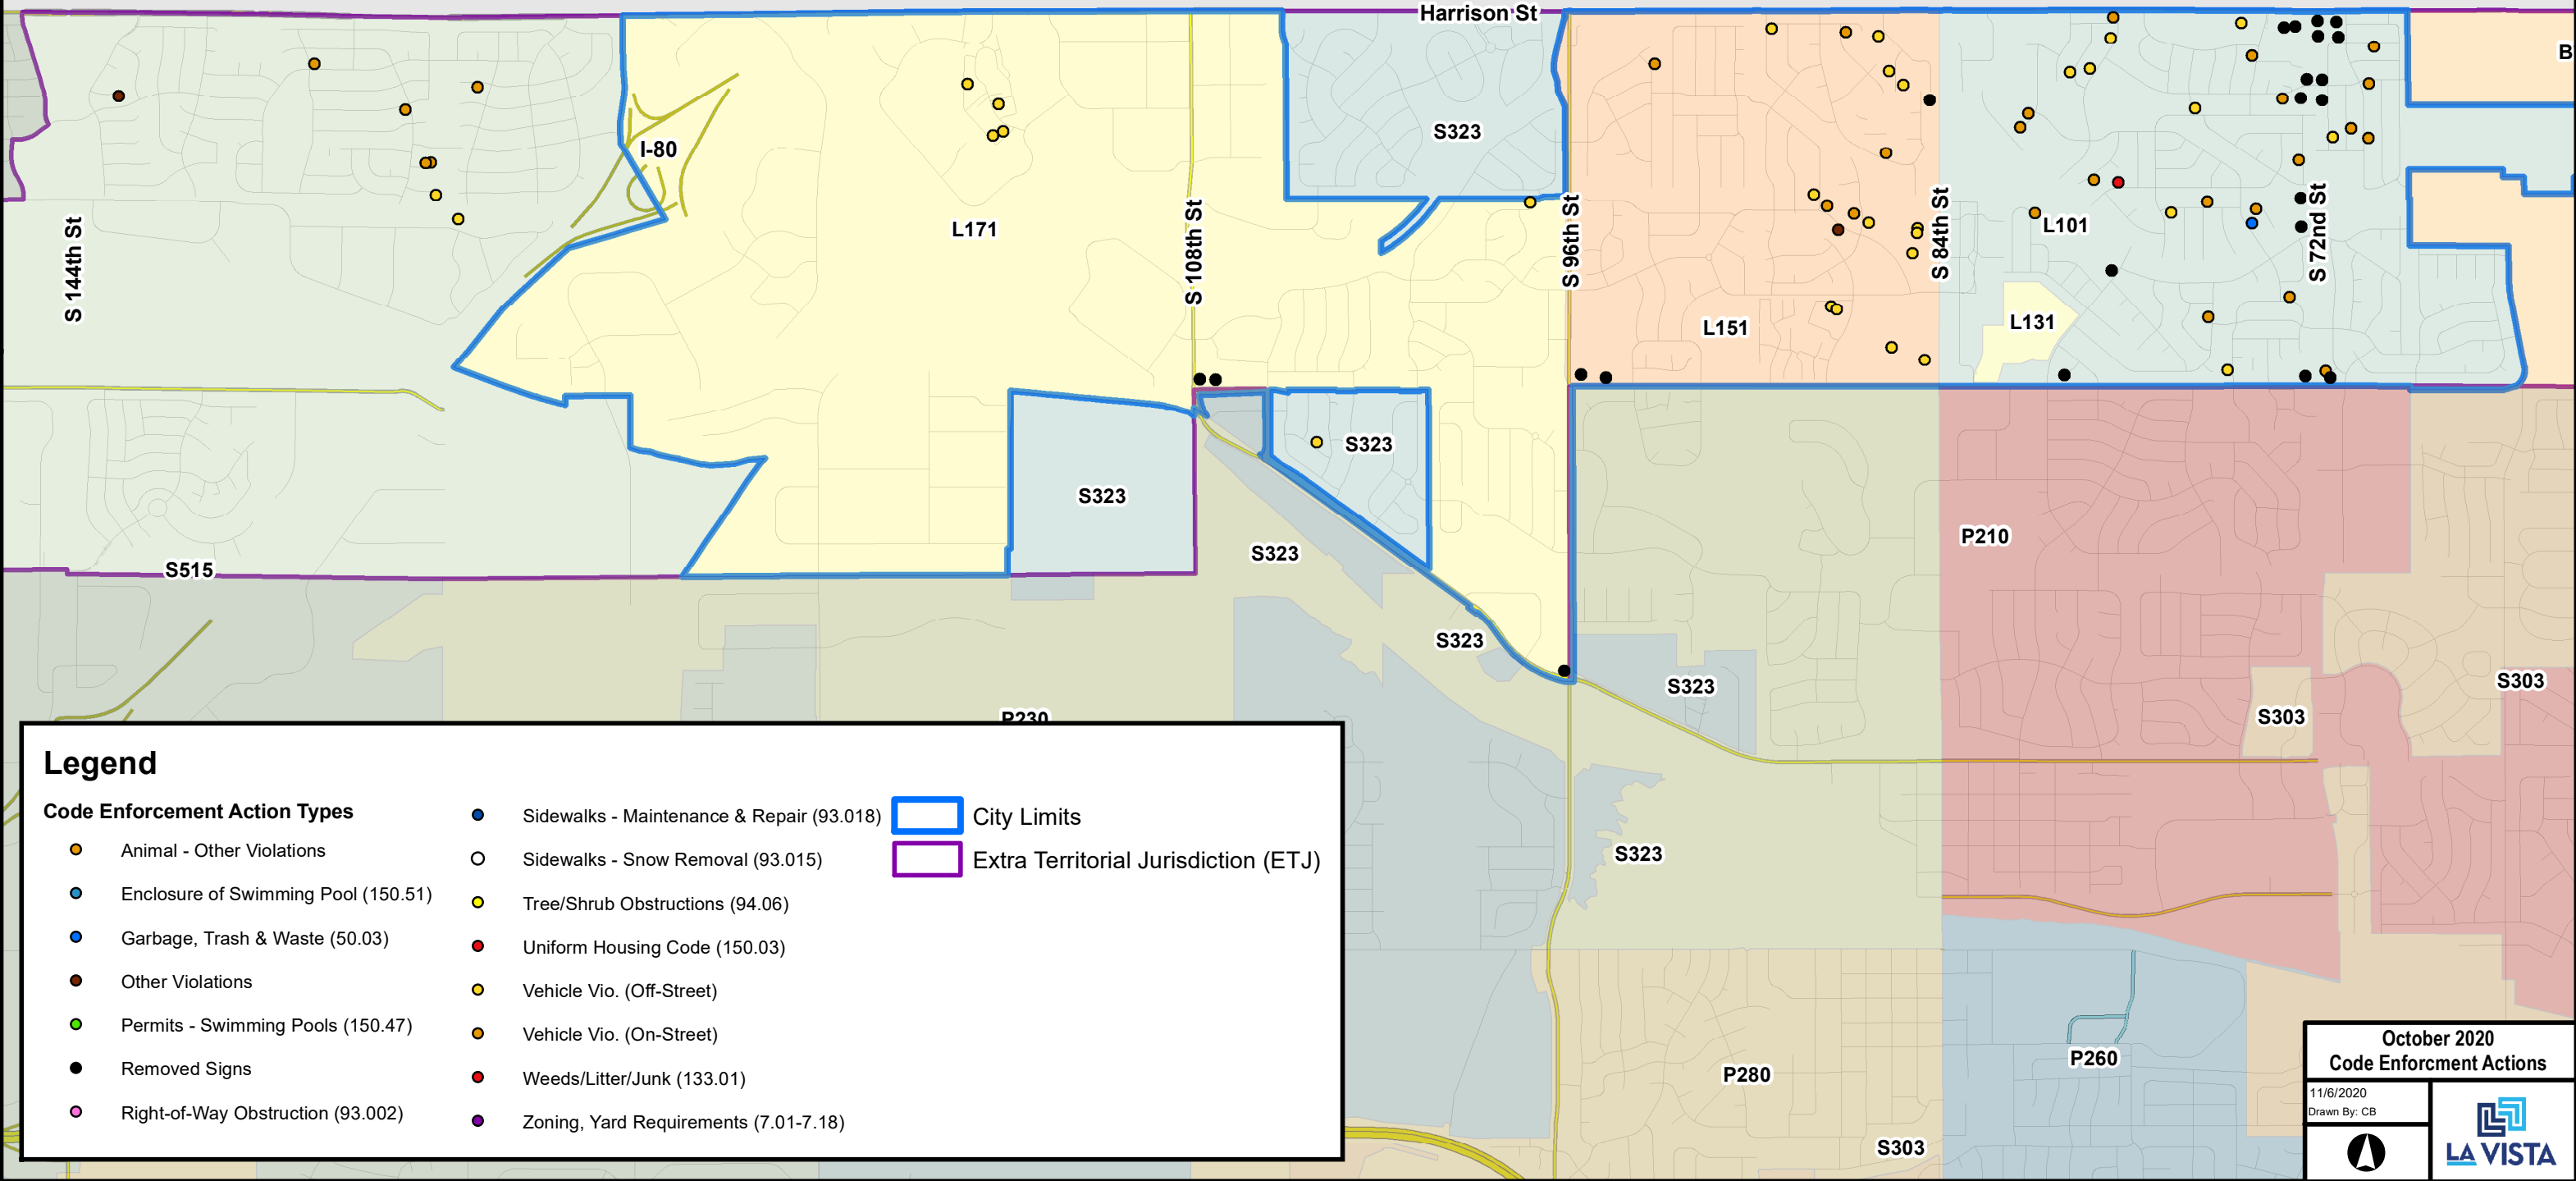 Harrison St
B
S323
I-80
S 144th St
L171
S 108th St
S 96th St
S 84th St
L101
S 72nd St
L151
L131
S323
S323
P210
S323
S515
S323
S323
S303
S303
P230
S323
P260
P280
S303
Legend
Code Enforcement Action Types
Animal - Other Violations
Enclosure of Swimming Pool (150.51)
Garbage, Trash & Waste (50.03)
Other Violations
Permits - Swimming Pools (150.47)
Removed Signs
Right-of-Way Obstruction (93.002)
Sidewalks - Maintenance & Repair (93.018)
Sidewalks - Snow Removal (93.015)
Tree/Shrub Obstructions (94.06)
Uniform Housing Code (150.03)
Vehicle Vio. (Off-Street)
Vehicle Vio. (On-Street)
Weeds/Litter/Junk (133.01)
Zoning, Yard Requirements (7.01-7.18)
City Limits
Extra Territorial Jurisdiction (ETJ)
October 2020
Code Enforcment Actions
11/6/2020
Drawn By: CB
LA VISTA